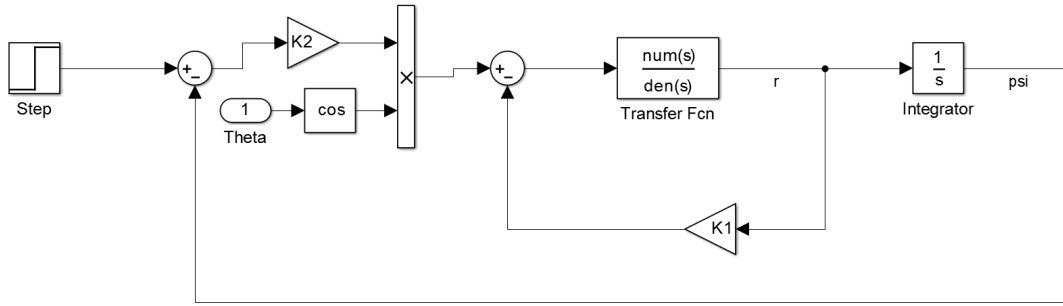 Step
+
−
K2
1
Theta
cos
×
+
−
num(s)
den(s)
Transfer Fcn
r
1
s
Integrator
psi
K1